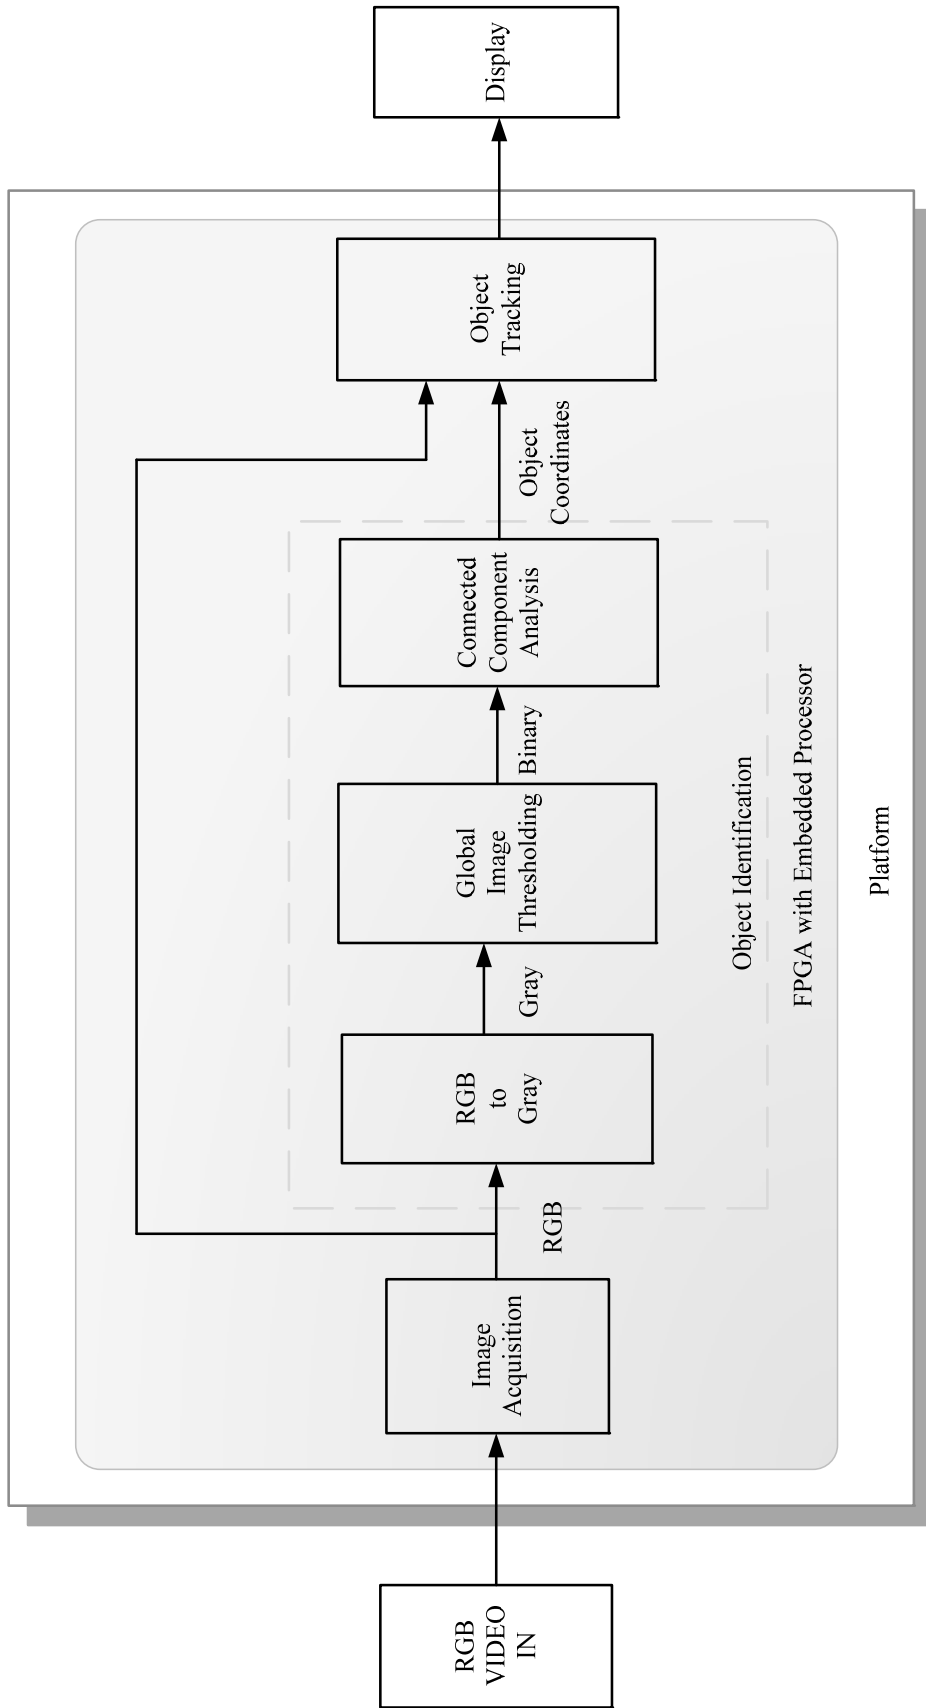 RGB
VIDEO
IN
Image
Acquisition
RGB
RGB
to
Gray
Gray
Global
Image
Thresholding
Binary
Connected
Component
Analysis
Object
Coordinates
Object
Tracking
Display
Object Identification
FPGA with Embedded Processor
Platform